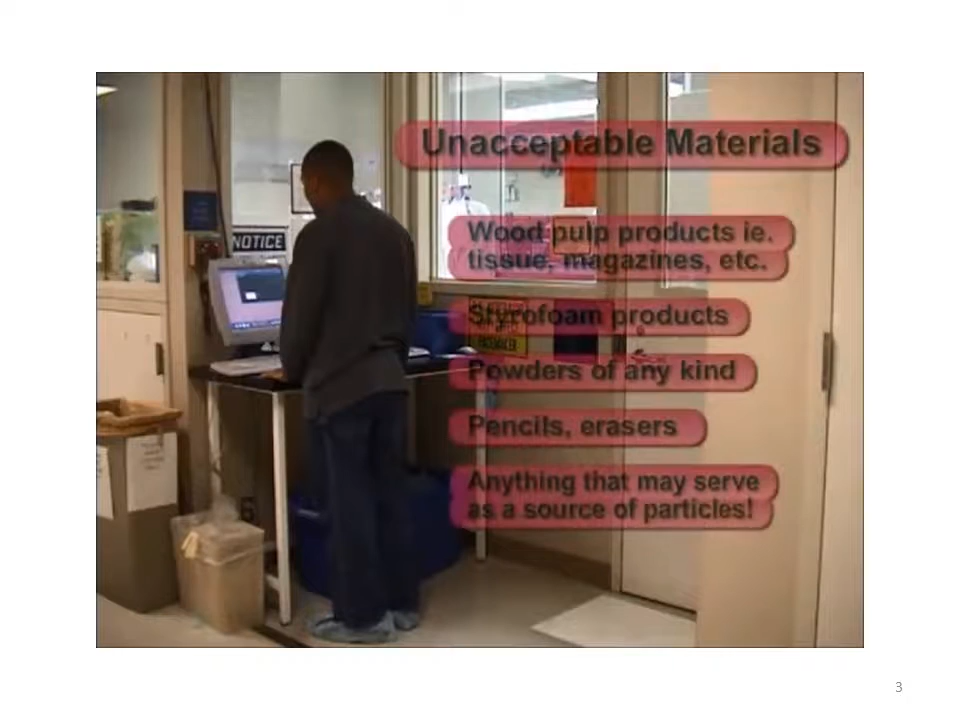 Unacceptable Materials
Wood pulp products ie.
tissue, magazines, etc.
Styrofoam products
Powders of any kind
Pencils, erasers
Anything that may serve
as a source of particles!
NOTICE
3